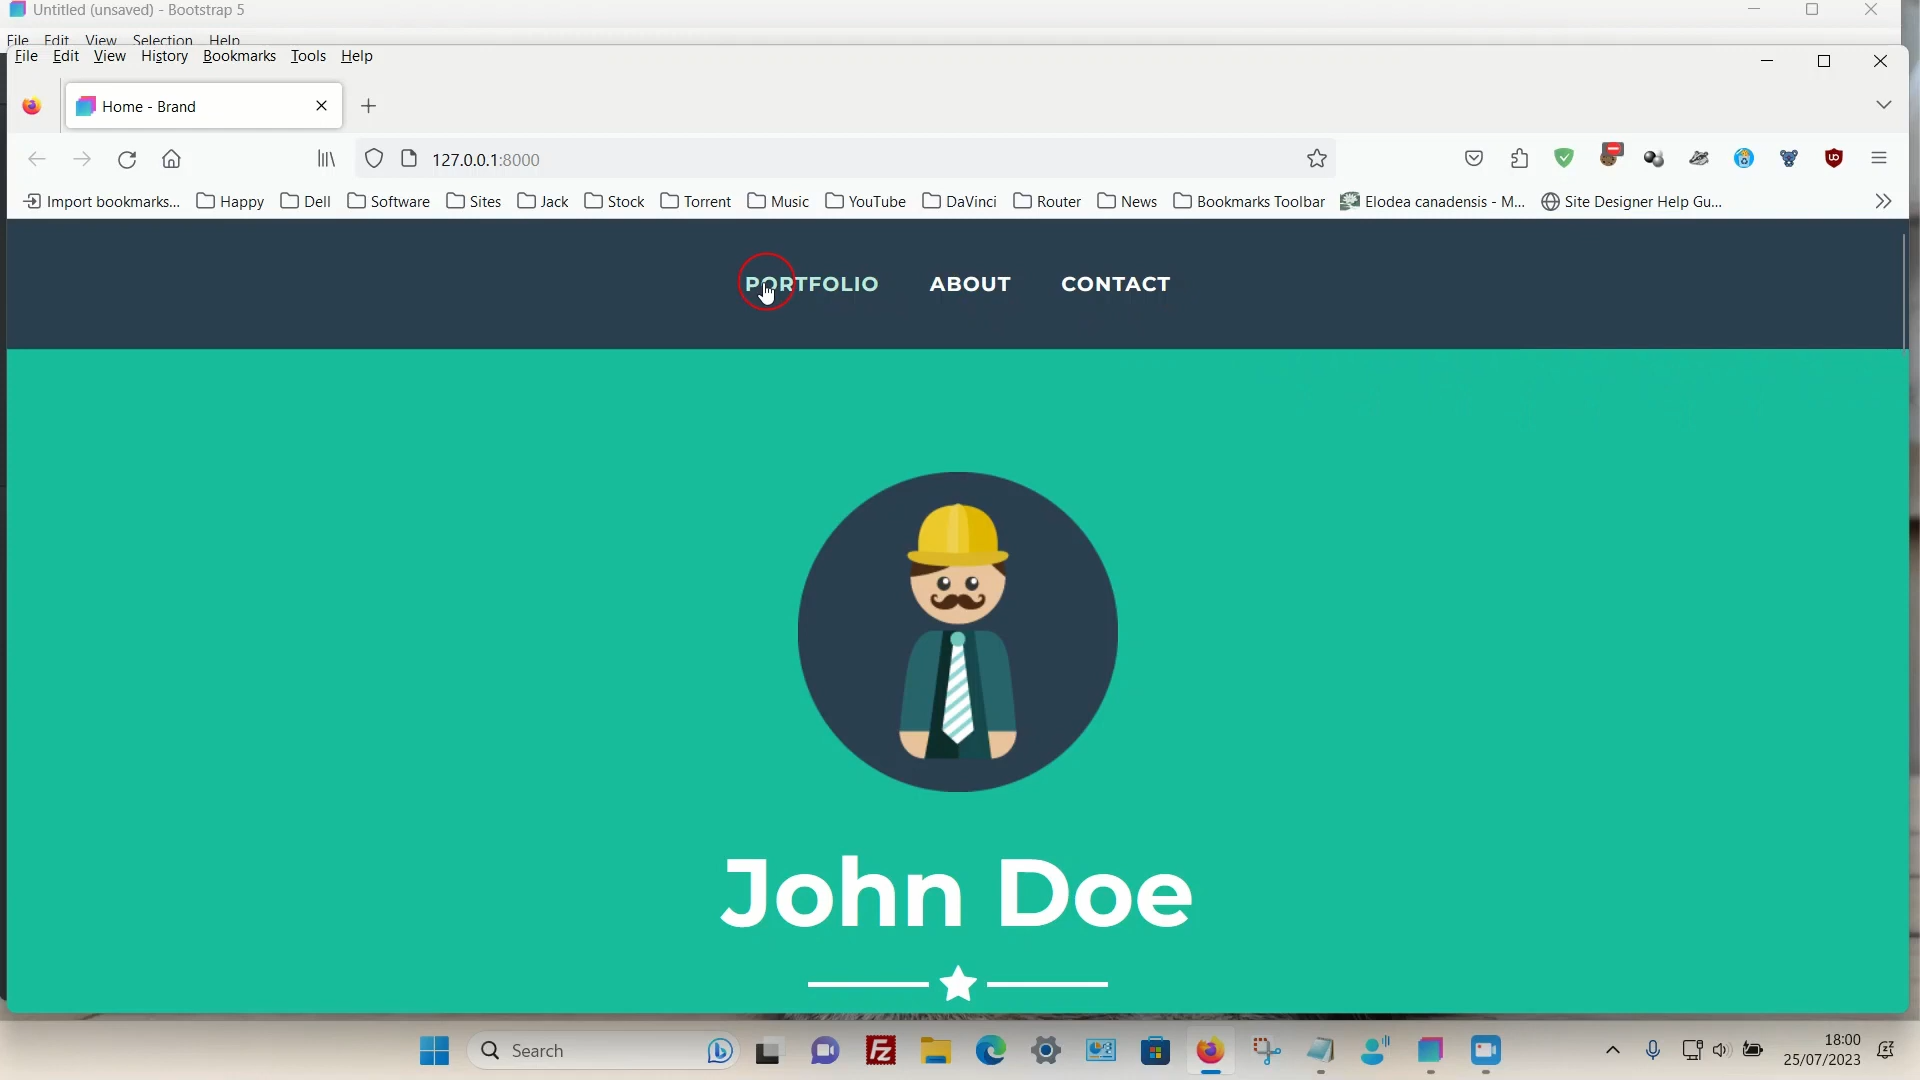 Untitled (unsaved) - Bootstrap 5
File Edit View Selection Help
File Edit View History Bookmarks Tools Help
Home - Brand
127.0.0.1:8000
Import bookmarks... Happy Dell Software Sites Jack Stock Torrent Music YouTube DaVinci Router News Bookmarks Toolbar Elodea canadensis - M... Site Designer Help Gu...
PORTFOLIO ABOUT CONTACT
John Doe
Search
Fz
18:00
25/07/2023